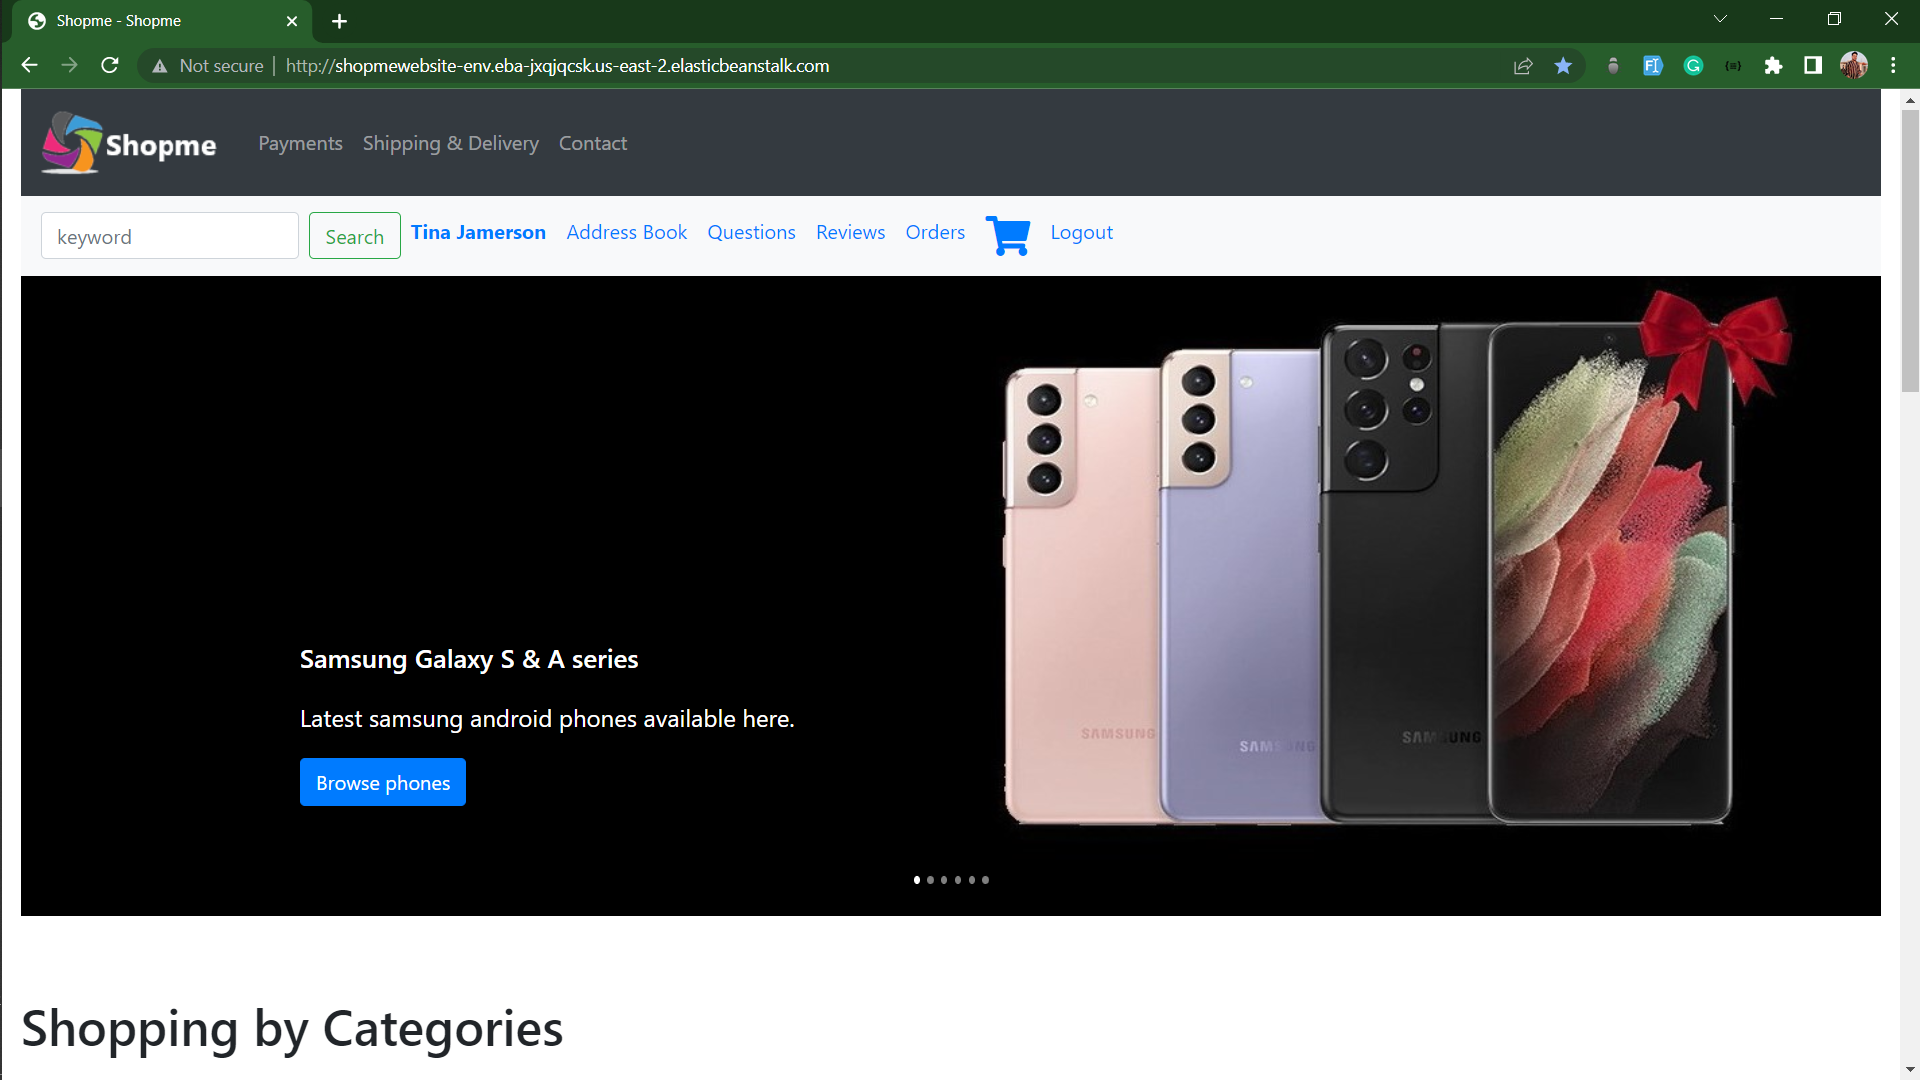 Shopme - Shopme
Not secure | http://shopmewebsite-env.eba-jxqjqcsk.us-east-2.elasticbeanstalk.com
Shopme Payments Shipping & Delivery Contact
keyword Search Tina Jamerson Address Book Questions Reviews Orders Logout
Samsung Galaxy S & A series
Latest samsung android phones available here.
Browse phones
SAMSUNG
SAMSUNG
SAMSUNG
Shopping by Categories